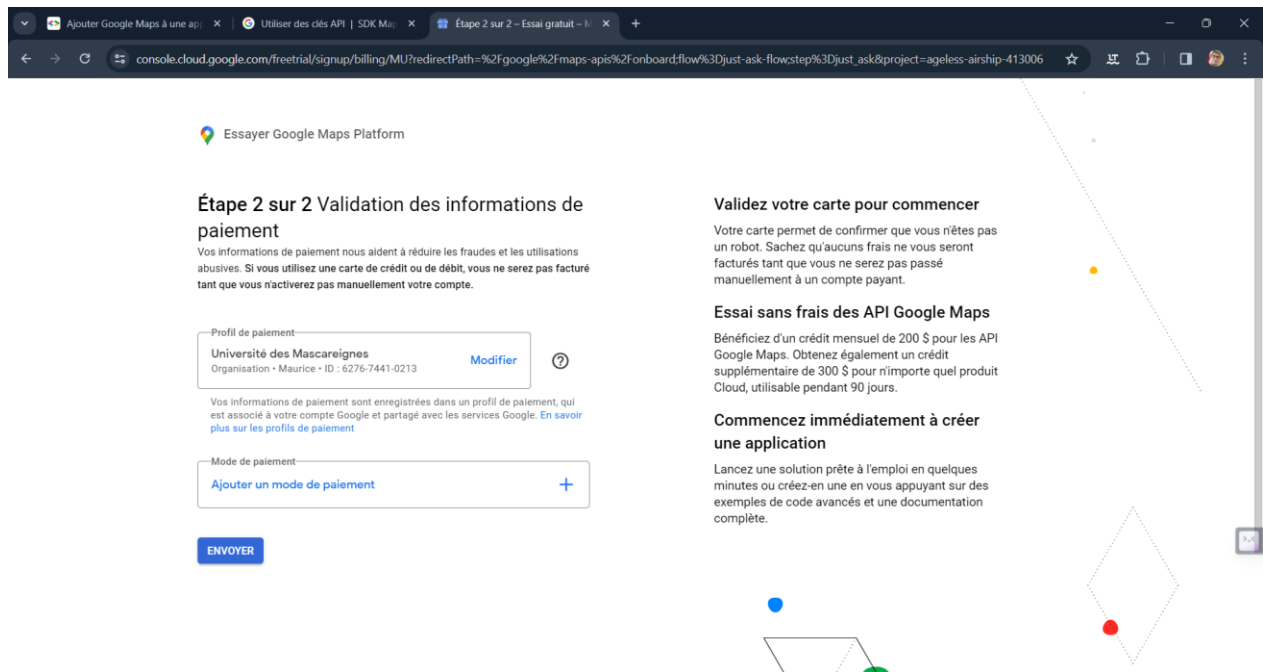 Ajouter Google Maps à une ap
Utiliser des clés API | SDK Map
Étape 2 sur 2 – Essai gratuit – M
console.cloud.google.com/freetrial/signup/billing/MU?redirectPath=%2Fgoogle%2Fmaps-apis%2Fonboard;flow%3Djust-ask-flow;step%3Djust_ask&project=ageless-airship-413006
Essayer Google Maps Platform
Étape 2 sur 2 Validation des informations de
paiement
Vos informations de paiement nous aident à réduire les fraudes et les utilisations
abusives. Si vous utilisez une carte de crédit ou de débit, vous ne serez pas facturé
tant que vous n'activerez pas manuellement votre compte.
Profil de paiement
Université des Mascareignes
Modifier
Organisation • Maurice • ID : 6276-7441-0213
Vos informations de paiement sont enregistrées dans un profil de paiement, qui
est associé à votre compte Google et partagé avec les services Google. En savoir
plus sur les profils de paiement
Mode de paiement
Ajouter un mode de paiement
ENVOYER
Validez votre carte pour commencer
Votre carte permet de confirmer que vous n'êtes pas
un robot. Sachez qu'aucuns frais ne vous seront
facturés tant que vous ne serez pas passé
manuellement à un compte payant.
Essai sans frais des API Google Maps
Bénéficiez d'un crédit mensuel de 200 $ pour les API
Google Maps. Obtenez également un crédit
supplémentaire de 300 $ pour n'importe quel produit
Cloud, utilisable pendant 90 jours.
Commencez immédiatement à créer
une application
Lancez une solution prête à l'emploi en quelques
minutes ou créez-en une en vous appuyant sur des
exemples de code avancés et une documentation
complète.